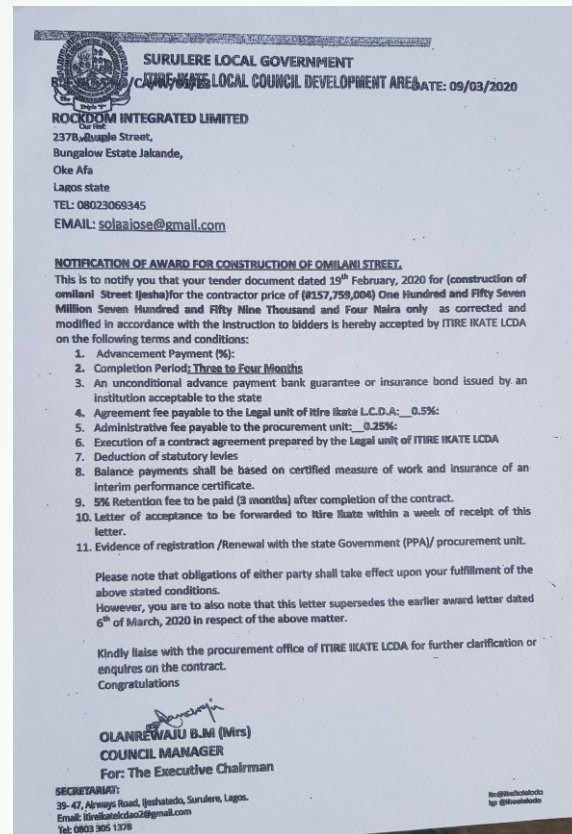 SURULERE LOCAL GOVERNMENT
ITIRE-IKATE LOCAL COUNCIL DEVELOPMENT AREA
DATE: 09/03/2020
ROCKDOM INTEGRATED LIMITED
Our Ref:
237B, Street,
Bungalow Estate Jakande,
Oke Afa
Lagos state
TEL: 08023069345
EMAIL: solaajose@gmail.com
NOTIFICATION OF AWARD FOR CONSTRUCTION OF OMILANI STREET.
This is to notify you that your tender document dated 19th February, 2020 for (construction of
omilani Street Ijesha)for the contractor price of (#157,759,004) One Hundred and Fifty Seven
Million Seven Hundred and Fifty Nine Thousand and Four Naira only as corrected and
modified in accordance with the instruction to bidders is hereby accepted by ITIRE IKATE LCDA
on the following terms and conditions:
1. Advancement Payment (%):
2. Completion Period: Three to Four Months
3. An unconditional advance payment bank guarantee or insurance bond issued by an
institution acceptable to the state
4. Agreement fee payable to the Legal unit of Itire Ikate L.C.D.A:__0.5%:
5. Administrative fee payable to the procurement unit:__0.25%:
6. Execution of a contract agreement prepared by the Legal unit of ITIRE IKATE LCDA
7. Deduction of statutory levies
8. Balance payments shall be based on certified measure of work and insurance of an
interim performance certificate.
9. 5% Retention fee to be paid (3 months) after completion of the contract.
10. Letter of acceptance to be forwarded to Itire Ikate within a week of receipt of this
letter.
11. Evidence of registration /Renewal with the state Government (PPA)/ procurement unit.
Please note that obligations of either party shall take effect upon your fulfillment of the
above stated conditions.
However, you are to also note that this letter supersedes the earlier award letter dated
6th of March, 2020 in respect of the above matter.
Kindly liaise with the procurement office of ITIRE IKATE LCDA for further clarification or
enquires on the contract.
Congratulations
OLANREWAJU B.M (Mrs)
COUNCIL MANAGER
For: The Executive Chairman
SECRETARIAT:
39- 47, Airways Road, Ijeshatedo, Surulere, Lagos.
Email: itireikatelcdao2@gmail.com
Tel: 0803 305 1378